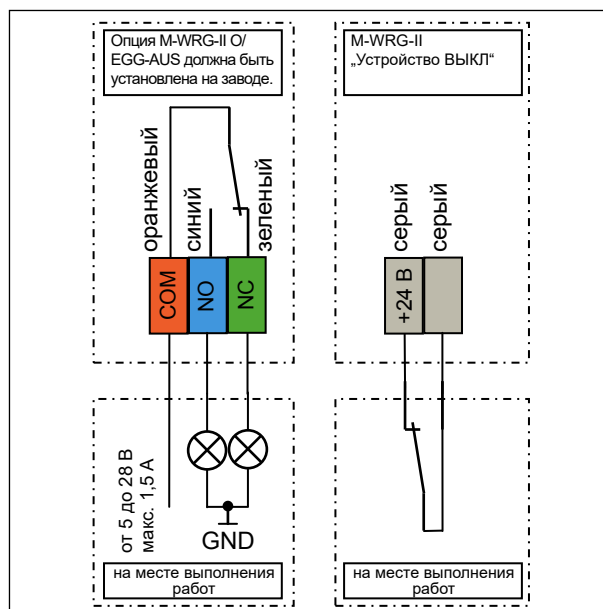 Опция M-WRG-II O/
EGG-AUS должна быть
установлена на заводе.
оранжевый
синий
зеленый
COM
NO
NC
от 5 до 28 В
макс. 1,5 А
GND
на месте выполнения
работ
M-WRG-II
„Устройство ВЫКЛ“
серый
серый
+24 В
на месте выполнения
работ